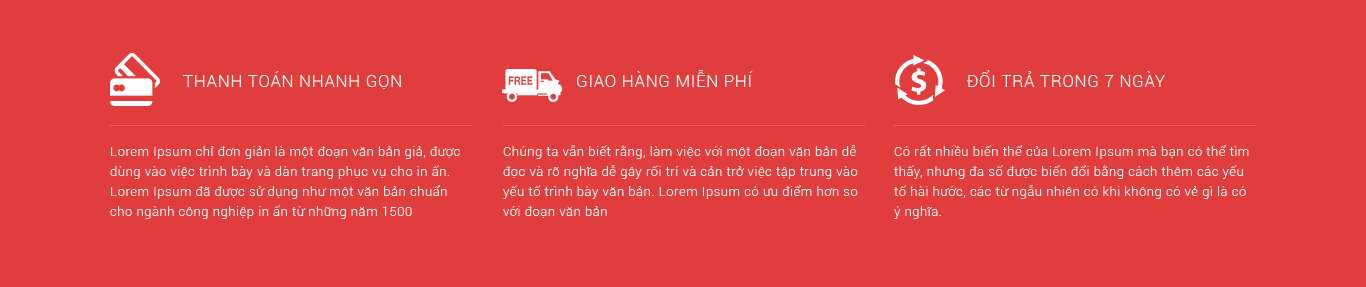 THANH TOÁN NHANH GỌN
Lorem Ipsum chỉ đơn giản là một đoạn văn bản giả, được
dùng vào việc trình bày và dàn trang phục vụ cho in ấn.
Lorem Ipsum đã được sử dụng như một văn bản chuẩn
cho ngành công nghiệp in ấn từ những năm 1500
FREE
GIAO HÀNG MIỄN PHÍ
Chúng ta vẫn biết rằng, làm việc với một đoạn văn bản dễ
đọc và rõ nghĩa dễ gây rối trí và cản trở việc tập trung vào
yếu tố trình bày văn bản. Lorem Ipsum có ưu điểm hơn so
với đoạn văn bản
$
ĐỔI TRẢ TRONG 7 NGÀY
Có rất nhiều biến thể của Lorem Ipsum mà bạn có thể tìm
thấy, nhưng đa số được biến đổi bằng cách thêm các yếu
tố hài hước, các từ ngẫu nhiên có khi không có vẻ gì là có
ý nghĩa.